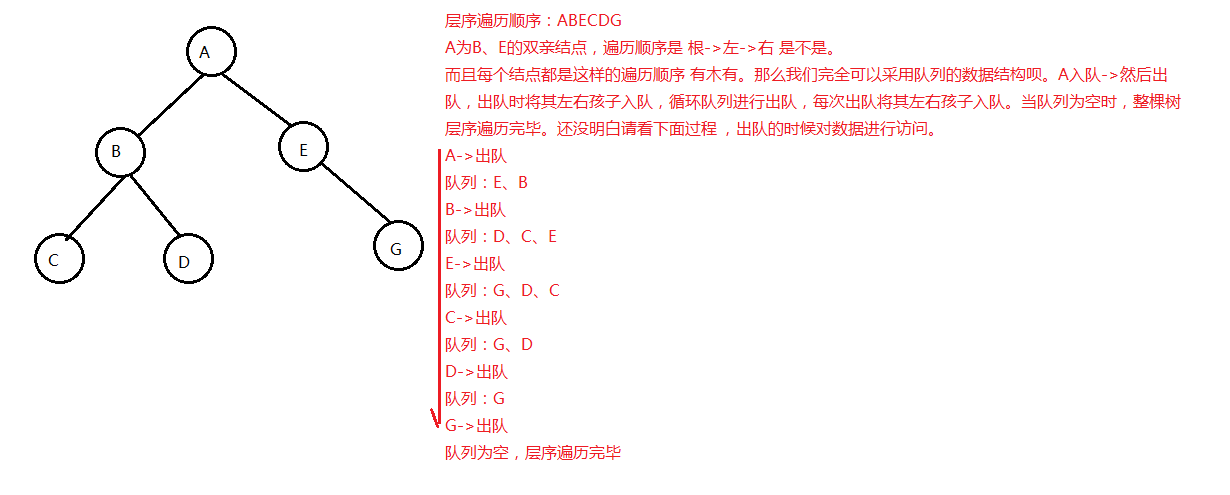 层序遍历顺序：ABECDG
A为B、E的双亲结点，遍历顺序是 根->左->右 是不是。
而且每个结点都是这样的遍历顺序 有木有。那么我们完全可以采用队列的数据结构呗。A入队->然后出
队，出队时将其左右孩子入队，循环队列进行出队，每次出队将其左右孩子入队。当队列为空时，整棵树
层序遍历完毕。还没明白请看下面过程 ，出队的时候对数据进行访问。
A->出队
队列：E、B
B->出队
队列：D、C、E
E->出队
队列：G、D、C
C->出队
队列：G、D
D->出队
队列：G
G->出队
队列为空，层序遍历完毕
A
B
E
C
D
G